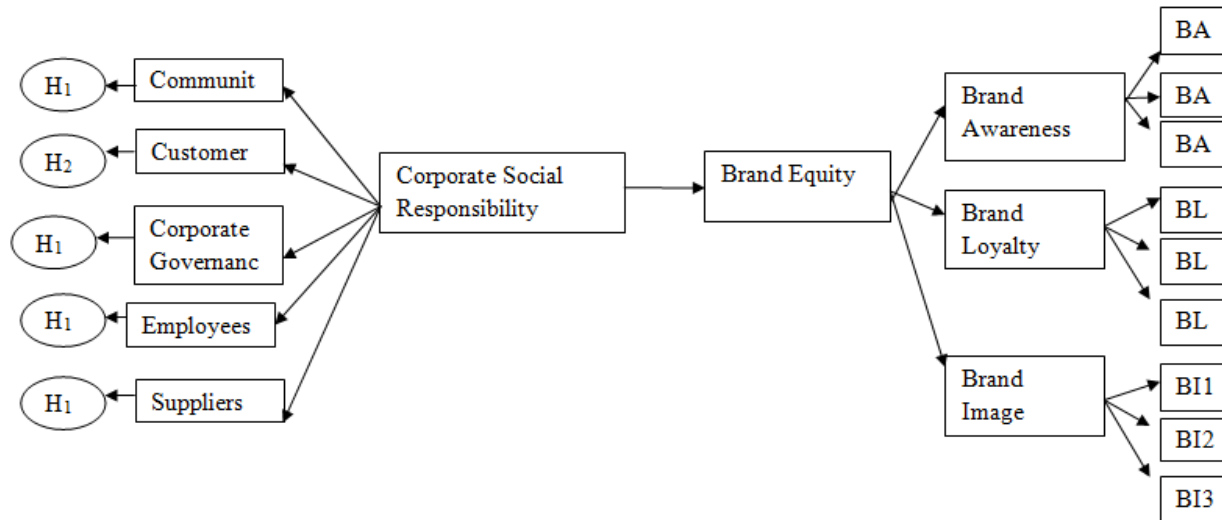 H1
Communit
H2
Customer
H1
Corporate
Governanc
H1
Employees
H1
Suppliers
Corporate Social
Responsibility
Brand Equity
Brand
Awareness
Brand
Loyalty
Brand
Image
BA
BA
BA
BL
BL
BL
BI1
BI2
BI3